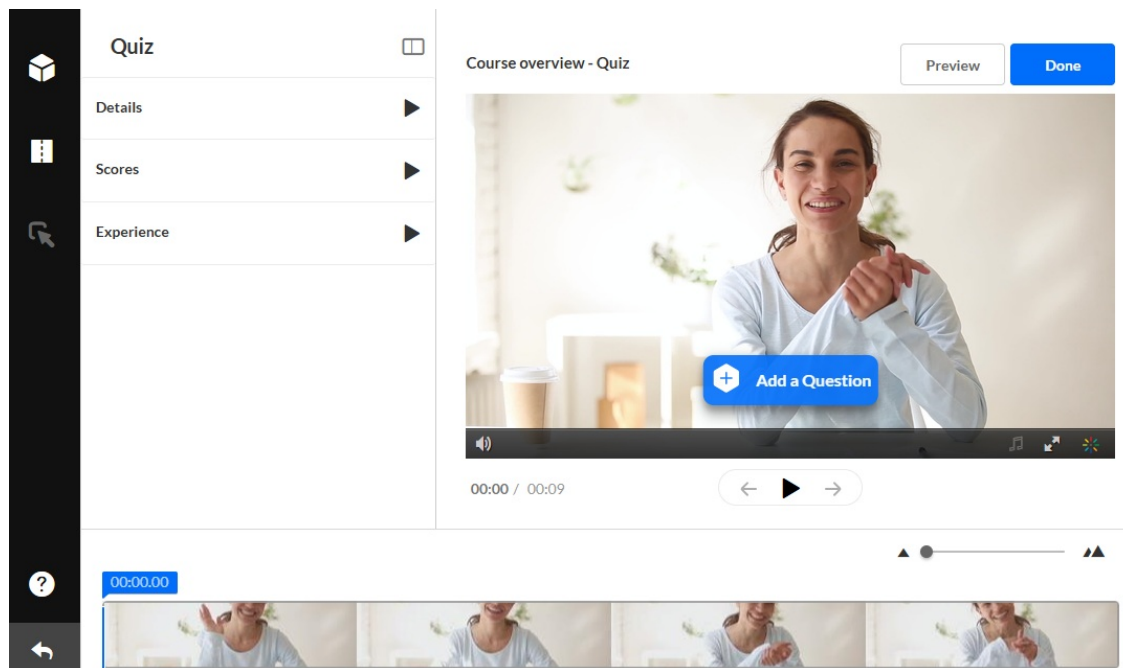 Quiz
Details
Scores
Experience
Course overview - Quiz
Preview
Done
+ Add a Question
00:00 / 00:09
?
00:00.00